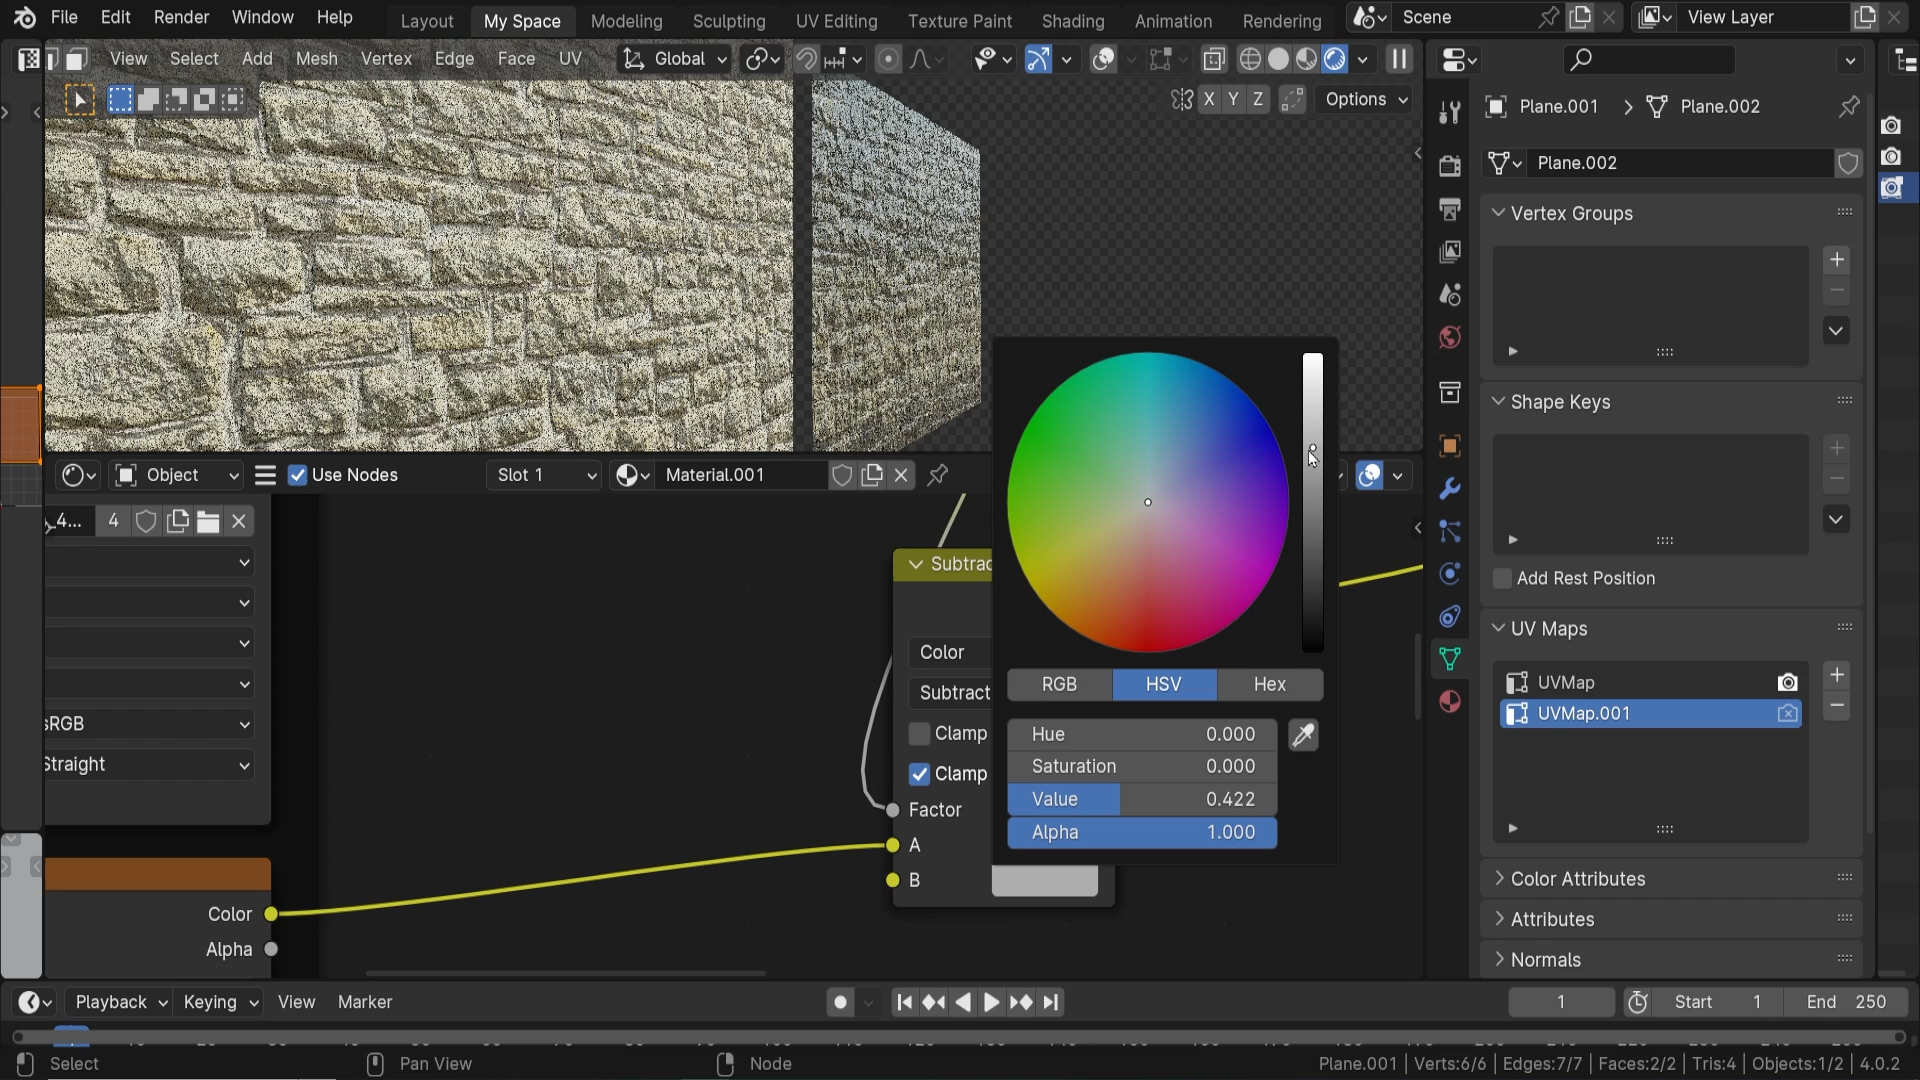 File Edit Render Window Help Layout My Space Modeling Sculpting UV Editing Texture Paint Shading Animation Rendering Scene View Layer
View Select Add Mesh Vertex Edge Face UV Global
X Y Z Options
Plane.001 Plane.002
Plane.002
Vertex Groups
Shape Keys
Add Rest Position
UV Maps
UVMap
UVMap.001
Color Attributes
Attributes
Normals
Object Use Nodes Slot 1 Material.001
4... 4
sRGB
Straight
Color
Alpha
Subtrac
Color
Subtract
Clamp
Clamp
Factor
A
B
RGB HSV Hex
Hue 0.000
Saturation 0.000
Value 0.422
Alpha 1.000
Playback Keying View Marker 1 Start 1 End 250
Select Pan View Node Plane.001 | Verts:6/6 | Edges:7/7 | Faces:2/2 | Tris:4 | Objects:1/2 | 4.0.2